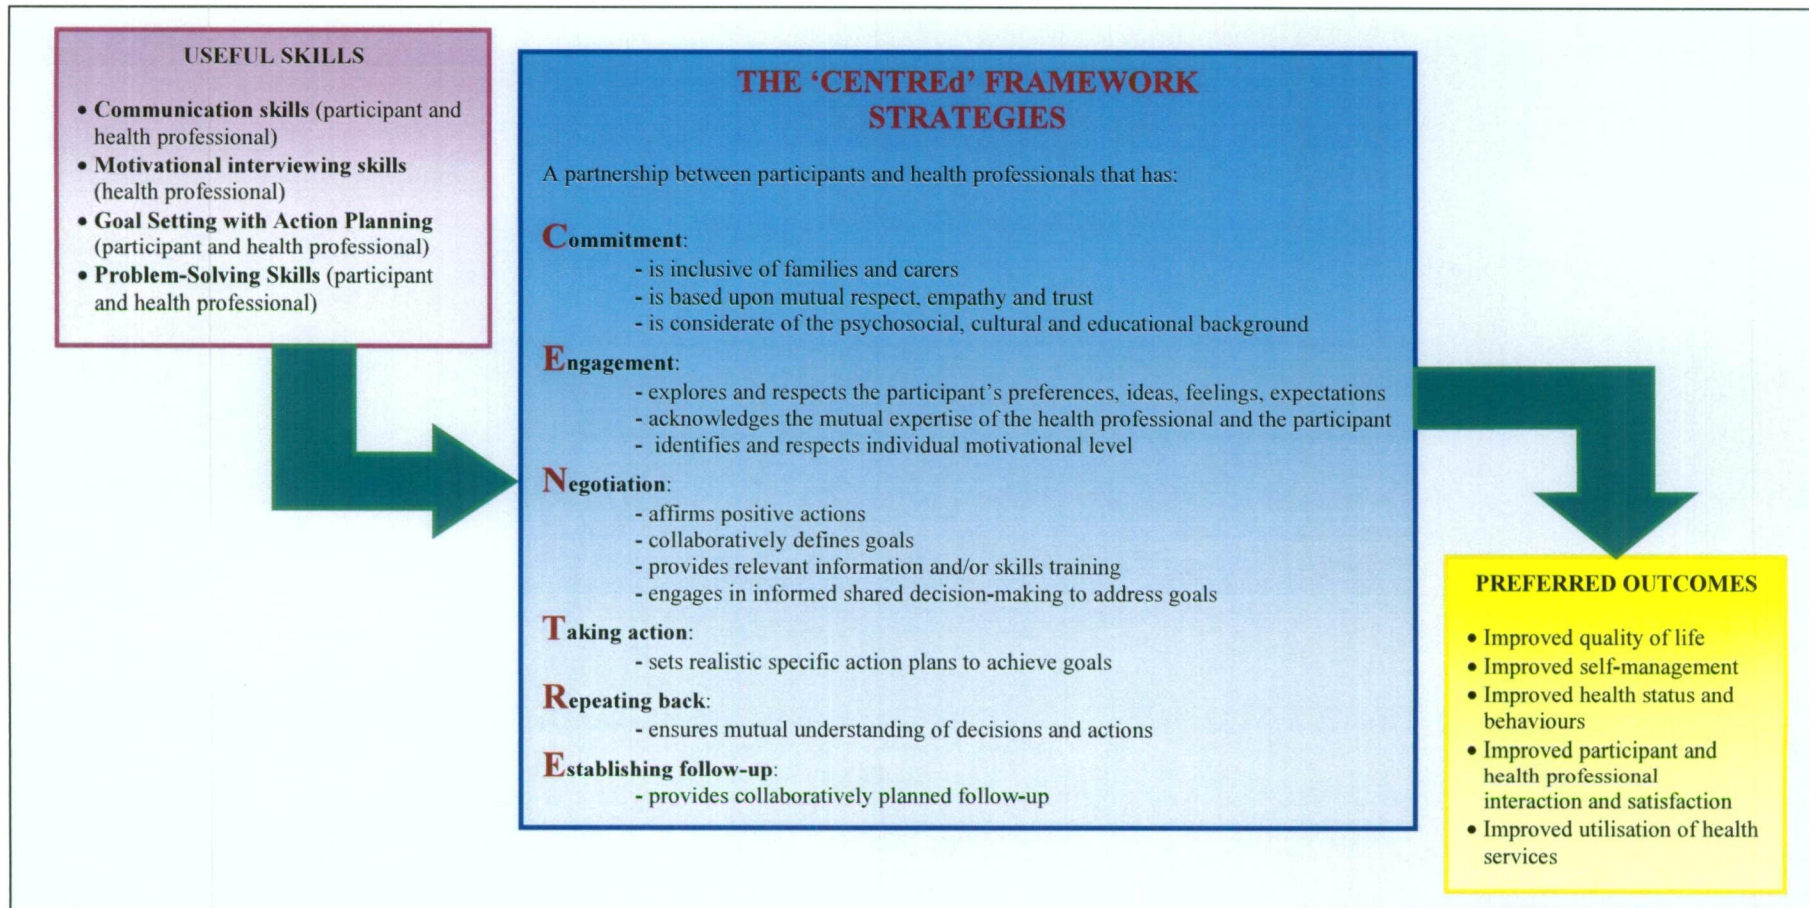 USEFUL SKILLS
• Communication skills (participant and
health professional)
• Motivational interviewing skills
(health professional)
• Goal Setting with Action Planning
(participant and health professional)
• Problem-Solving Skills (participant
and health professional)
THE ‘CENTREd’ FRAMEWORK
STRATEGIES
A partnership between participants and health professionals that has:
Commitment:
- is inclusive of families and carers
- is based upon mutual respect, empathy and trust
- is considerate of the psychosocial, cultural and educational background
Engagement:
- explores and respects the participant’s preferences, ideas, feelings, expectations
- acknowledges the mutual expertise of the health professional and the participant
- identifies and respects individual motivational level
Negotiation:
- affirms positive actions
- collaboratively defines goals
- provides relevant information and/or skills training
- engages in informed shared decision-making to address goals
Taking action:
- sets realistic specific action plans to achieve goals
Repeating back:
- ensures mutual understanding of decisions and actions
Establishing follow-up:
- provides collaboratively planned follow-up
PREFERRED OUTCOMES
• Improved quality of life
• Improved self-management
• Improved health status and
behaviours
• Improved participant and
health professional
interaction and satisfaction
• Improved utilisation of health
services